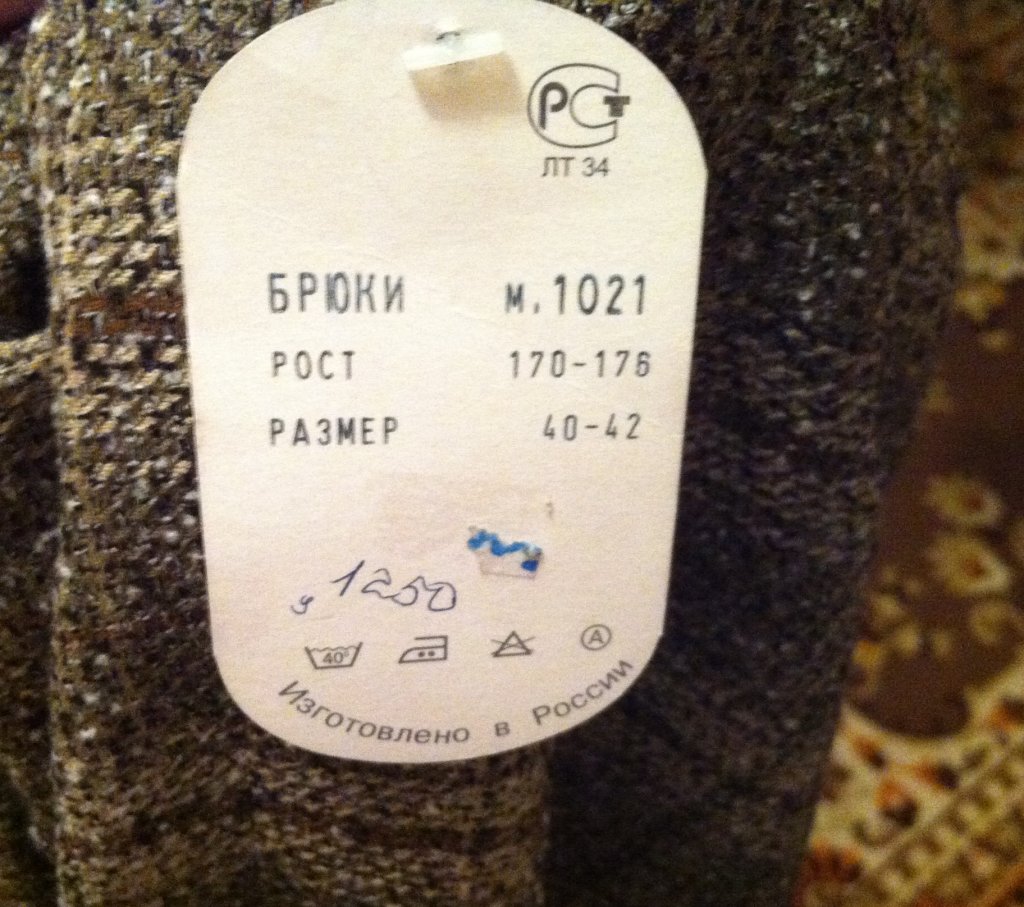 РСТ
ЛТ 34
БРЮКИ м.1021
РОСТ 170-176
РАЗМЕР 40-42
1250
40°
A
Изготовлено в России